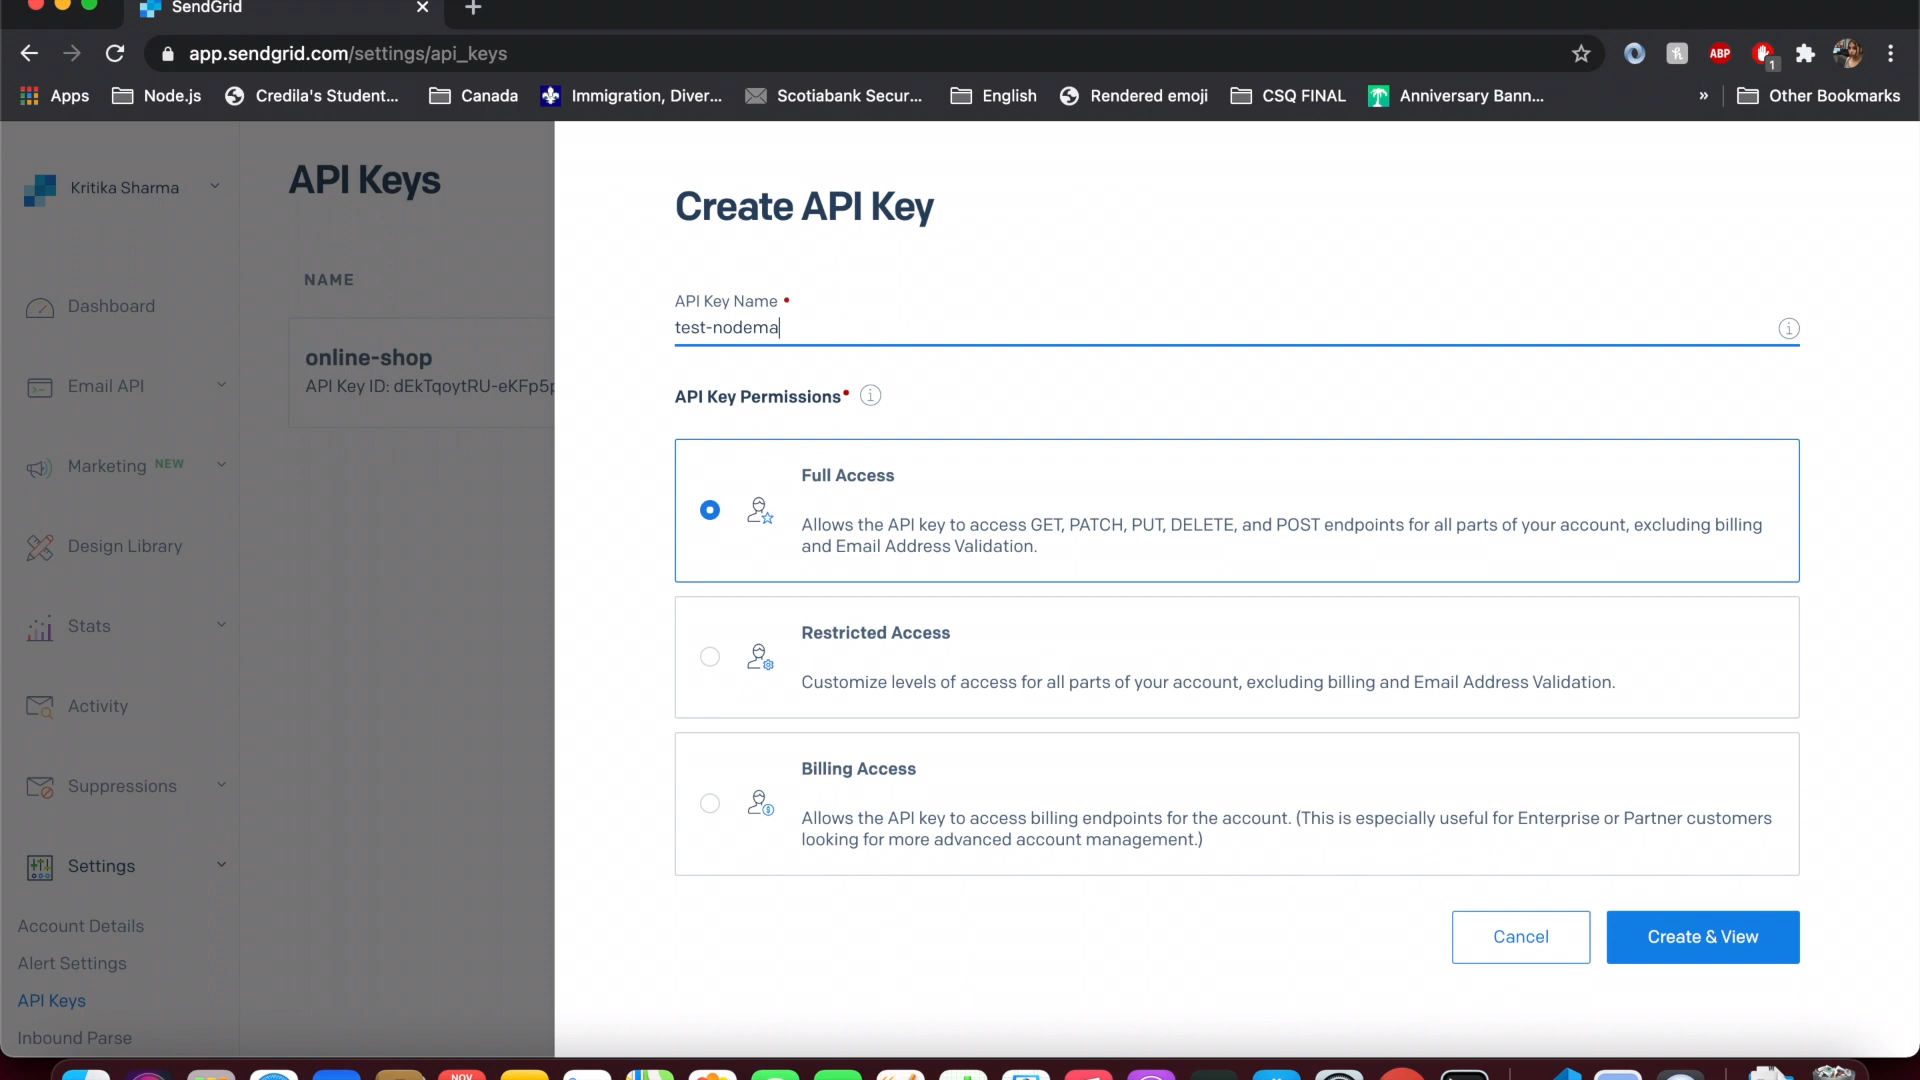 SendGrid
app.sendgrid.com/settings/api_keys
ABP
1
Apps
Node.js
Credila's Student...
Canada
Immigration, Diver...
Scotiabank Secur...
English
Rendered emoji
CSQ FINAL
Anniversary Bann...
»
Other Bookmarks
Kritika Sharma
Dashboard
Email API
Marketing NEW
Design Library
Stats
Activity
Suppressions
Settings
Account Details
Alert Settings
API Keys
Inbound Parse
API Keys
NAME
online-shop
API Key ID: dEkTqoytRU-eKFp5p
Create API Key
API Key Name •
test-nodema
API Key Permissions•
Full Access
Allows the API key to access GET, PATCH, PUT, DELETE, and POST endpoints for all parts of your account, excluding billing
and Email Address Validation.
Restricted Access
Customize levels of access for all parts of your account, excluding billing and Email Address Validation.
Billing Access
Allows the API key to access billing endpoints for the account. (This is especially useful for Enterprise or Partner customers
looking for more advanced account management.)
Cancel
Create & View
NOV